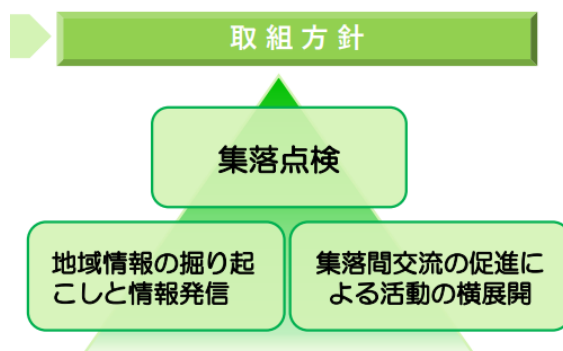 取組方針
集落点検
地域情報の掘り起
こしと情報発信
集落間交流の促進に
よる活動の横展開